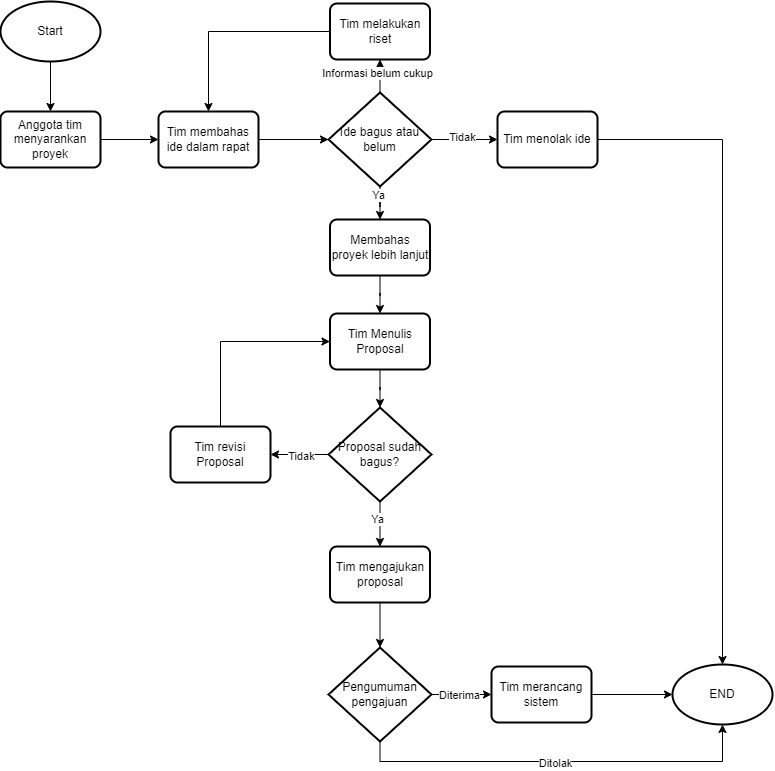 Start
Tim melakukan
riset
Informasi belum cukup
Anggota tim
menyarankan
proyek
Tim membahas
ide dalam rapat
Ide bagus atau
belum
Tidak
Tim menolak ide
Ya
Membahas
proyek lebih lanjut
Tim Menulis
Proposal
Tim revisi
Proposal
Tidak
Proposal sudah
bagus?
Ya
Tim mengajukan
proposal
Pengumuman
pengajuan
Diterima
Tim merancang
sistem
END
Ditolak